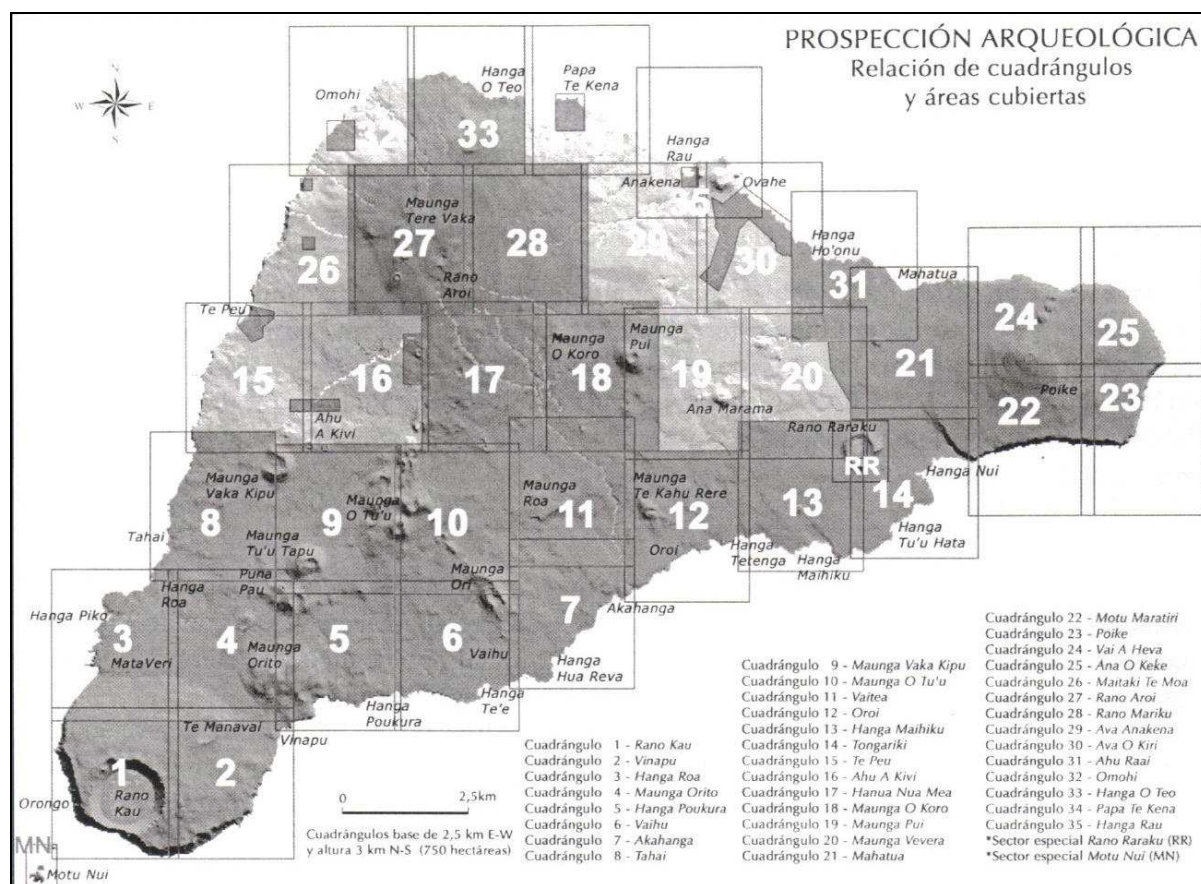 PROSPECCIÓN ARQUEOLÓGICA
Relación de cuadrángulos
y áreas cubiertas
N
W E
S
Omohi
Hanga
O Teo
Papa
Te Kena
32
33
Hanga
Rau
Anakena
Ovahe
Maunga
Tere Vaka
26
27
28
29
30
Hanga
Ho'onu
31
Mahatua
Rano
Aroi
24
25
Te Peu
Maunga
O Koro
Maunga
Pui
15
16
17
18
19
20
21
22
23
Poike
Ana Marama
Ahu
A Kivi
Rano Raraku
RR
Hanga Nui
Maunga
Vaka Kipu
Maunga
O Tu'u
Maunga
Roa
Maunga
Te Kahu Rere
8
9
10
11
12
13
14
Tahai
Maunga
Tu'u Tapu
Oroi
Hanga
Tetenga
Hanga
Maihiku
Hanga
Tu'u Hata
Puna
Pau
Maunga
Ori
Hanga
Roa
Hanga Piko
Akahanga
3
4
5
6
7
MataVeri
Maunga
Orito
Vaihu
Hanga
Hua Reva
Hanga
Te'e
Hanga
Poukura
Te Manavai
Vinapu
1
2
Rano
Kau
Orongo
MN
Motu Nui
0 2,5km
Cuadrángulos base de 2,5 km E-W
y altura 3 km N-S (750 hectáreas)
Cuadrángulo 1 - Rano Kau
Cuadrángulo 2 - Vinapu
Cuadrángulo 3 - Hanga Roa
Cuadrángulo 4 - Maunga Orito
Cuadrángulo 5 - Hanga Poukura
Cuadrángulo 6 - Vaihu
Cuadrángulo 7 - Akahanga
Cuadrángulo 8 - Tahai
Cuadrángulo 9 - Maunga Vaka Kipu
Cuadrángulo 10 - Maunga O Tu'u
Cuadrángulo 11 - Vaitea
Cuadrángulo 12 - Oroi
Cuadrángulo 13 - Hanga Maihiku
Cuadrángulo 14 - Tongariki
Cuadrángulo 15 - Te Peu
Cuadrángulo 16 - Ahu A Kivi
Cuadrángulo 17 - Hanua Nua Mea
Cuadrángulo 18 - Maunga O Koro
Cuadrángulo 19 - Maunga Pui
Cuadrángulo 20 - Maunga Vevera
Cuadrángulo 21 - Mahatua
Cuadrángulo 22 - Motu Maratiri
Cuadrángulo 23 - Poike
Cuadrángulo 24 - Vai A Heva
Cuadrángulo 25 - Ana O Keke
Cuadrángulo 26 - Maitaki Te Moa
Cuadrángulo 27 - Rano Aroi
Cuadrángulo 28 - Rano Mariku
Cuadrángulo 29 - Ava Anakena
Cuadrángulo 30 - Ava O Kiri
Cuadrángulo 31 - Ahu Raai
Cuadrángulo 32 - Omohi
Cuadrángulo 33 - Hanga O Teo
Cuadrángulo 34 - Papa Te Kena
Cuadrángulo 35 - Hanga Rau
*Sector especial Rano Raraku (RR)
*Sector especial Motu Nui (MN)